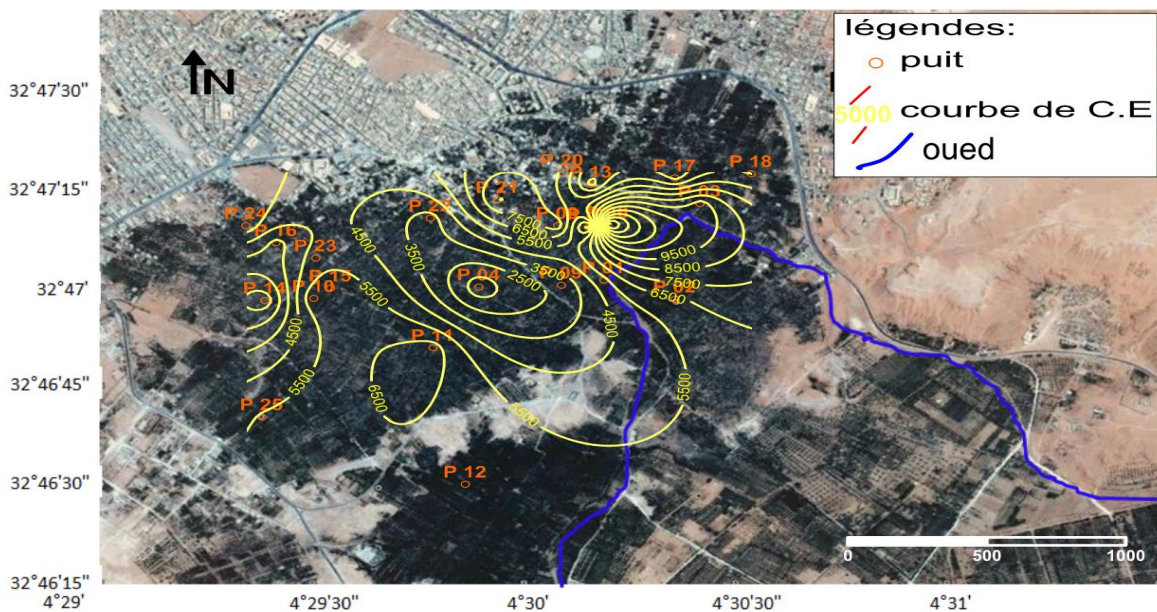 légendes:
puit
5000 courbe de C.E
oued
N
32°47'30"
32°47'15"
32°47'
32°46'45"
32°46'30"
32°46'15"
4°29'
4°29'30"
4°30'
4°30'30"
4°31'
0 500 1000
P 20
P 13
P 17
P 18
P 21
P 03
P 24
P 22
P 16
P 23
P 04
P 09
P 01
P 14
P 15
P 10
P 02
P 11
P 25
P 12
7500
6500
5500
4500
3500
2500
3500
4500
5500
9500
8500
7500
6500
5500
4500
5500
6500
5500